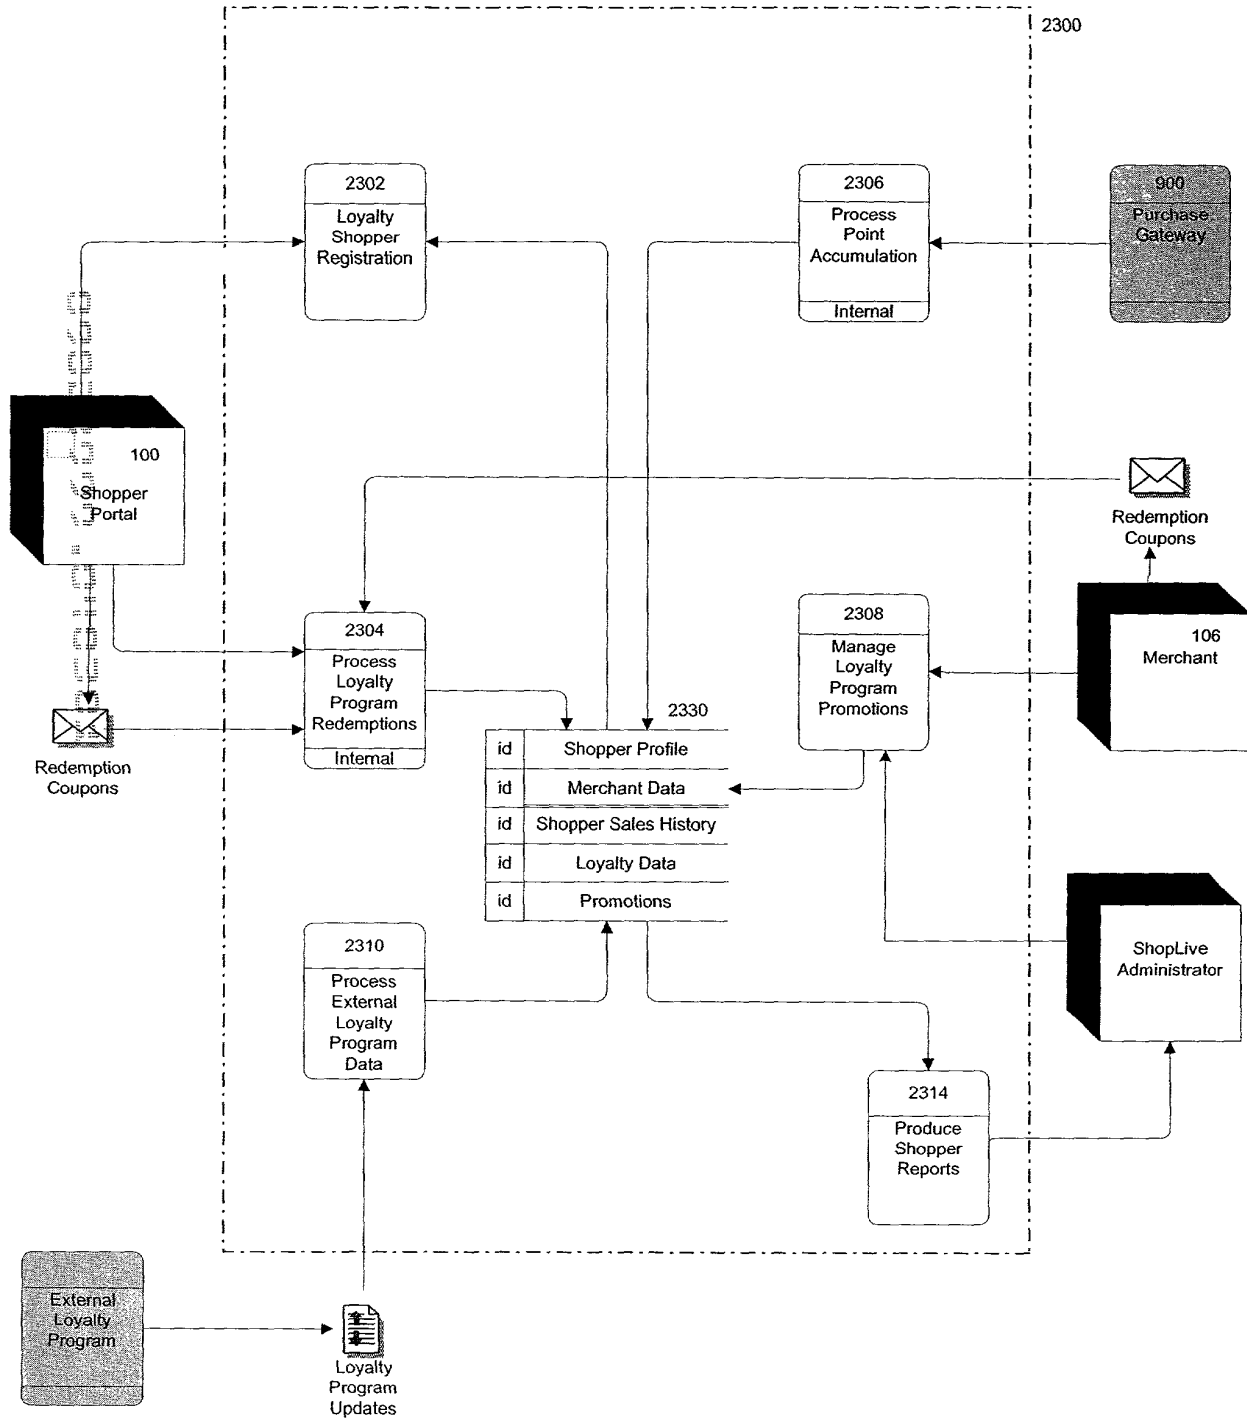 2300
2302
Loyalty
Shopper
Registration
2306
Process
Point
Accumulation
Internal
900
Purchase
Gateway
100
Shopper
Portal
Redemption
Coupons
106
Merchant
2304
Process
Loyalty
Program
Redemptions
Internal
2308
Manage
Loyalty
Program
Promotions
Redemption
Coupons
2330
id Shopper Profile
id Merchant Data
id Shopper Sales History
id Loyalty Data
id Promotions
ShopLive
Administrator
2310
Process
External
Loyalty
Program
Data
2314
Produce
Shopper
Reports
External
Loyalty
Program
Loyalty
Program
Updates